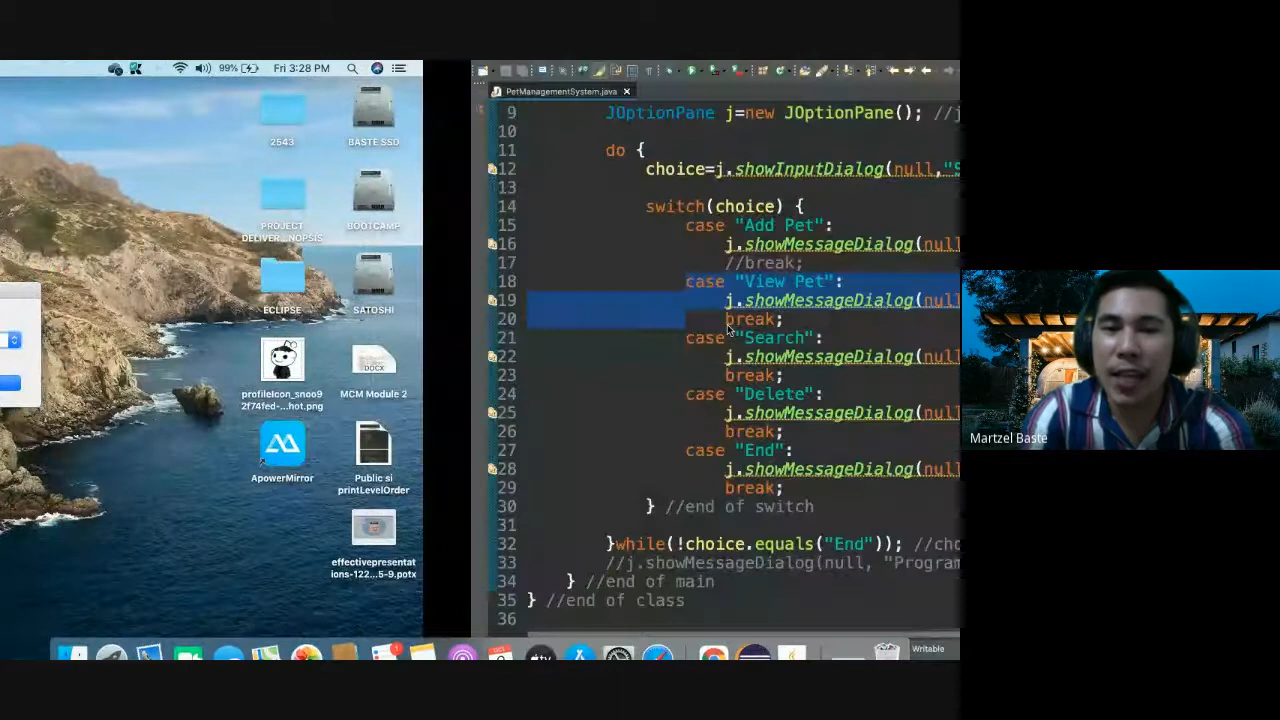 99%
Fri 3:28 PM
2543
BASTE SSD
PROJECT
DELIVER...NOPSIS
BOOTCAMP
ECLIPSE
SATOSHI
profileIcon_snoo9
2f74fed-...hot.png
DOCX
MCM Module 2
ApowerMirror
Public si
printLevelOrder
effectivepresentat
ions-122...5-9.potx
PetManagementSystem.java
9 JOptionPane j=new JOptionPane(); //j
10
11 do {
12 choice=j.showInputDialog(null,"S
13
14 switch(choice) {
15 case "Add Pet":
16 j.showMessageDialog(null
17 //break;
18 case "View Pet":
19 j.showMessageDialog(null
20 break;
21 case "Search":
22 j.showMessageDialog(null
23 break;
24 case "Delete":
25 j.showMessageDialog(null
26 break;
27 case "End":
28 j.showMessageDialog(null
29 break;
30 } //end of switch
31
32 }while(!choice.equals("End")); //cho
33 //j.showMessageDialog(null, "Program
34 } //end of main
35 } //end of class
36
Writable
Martzel Baste